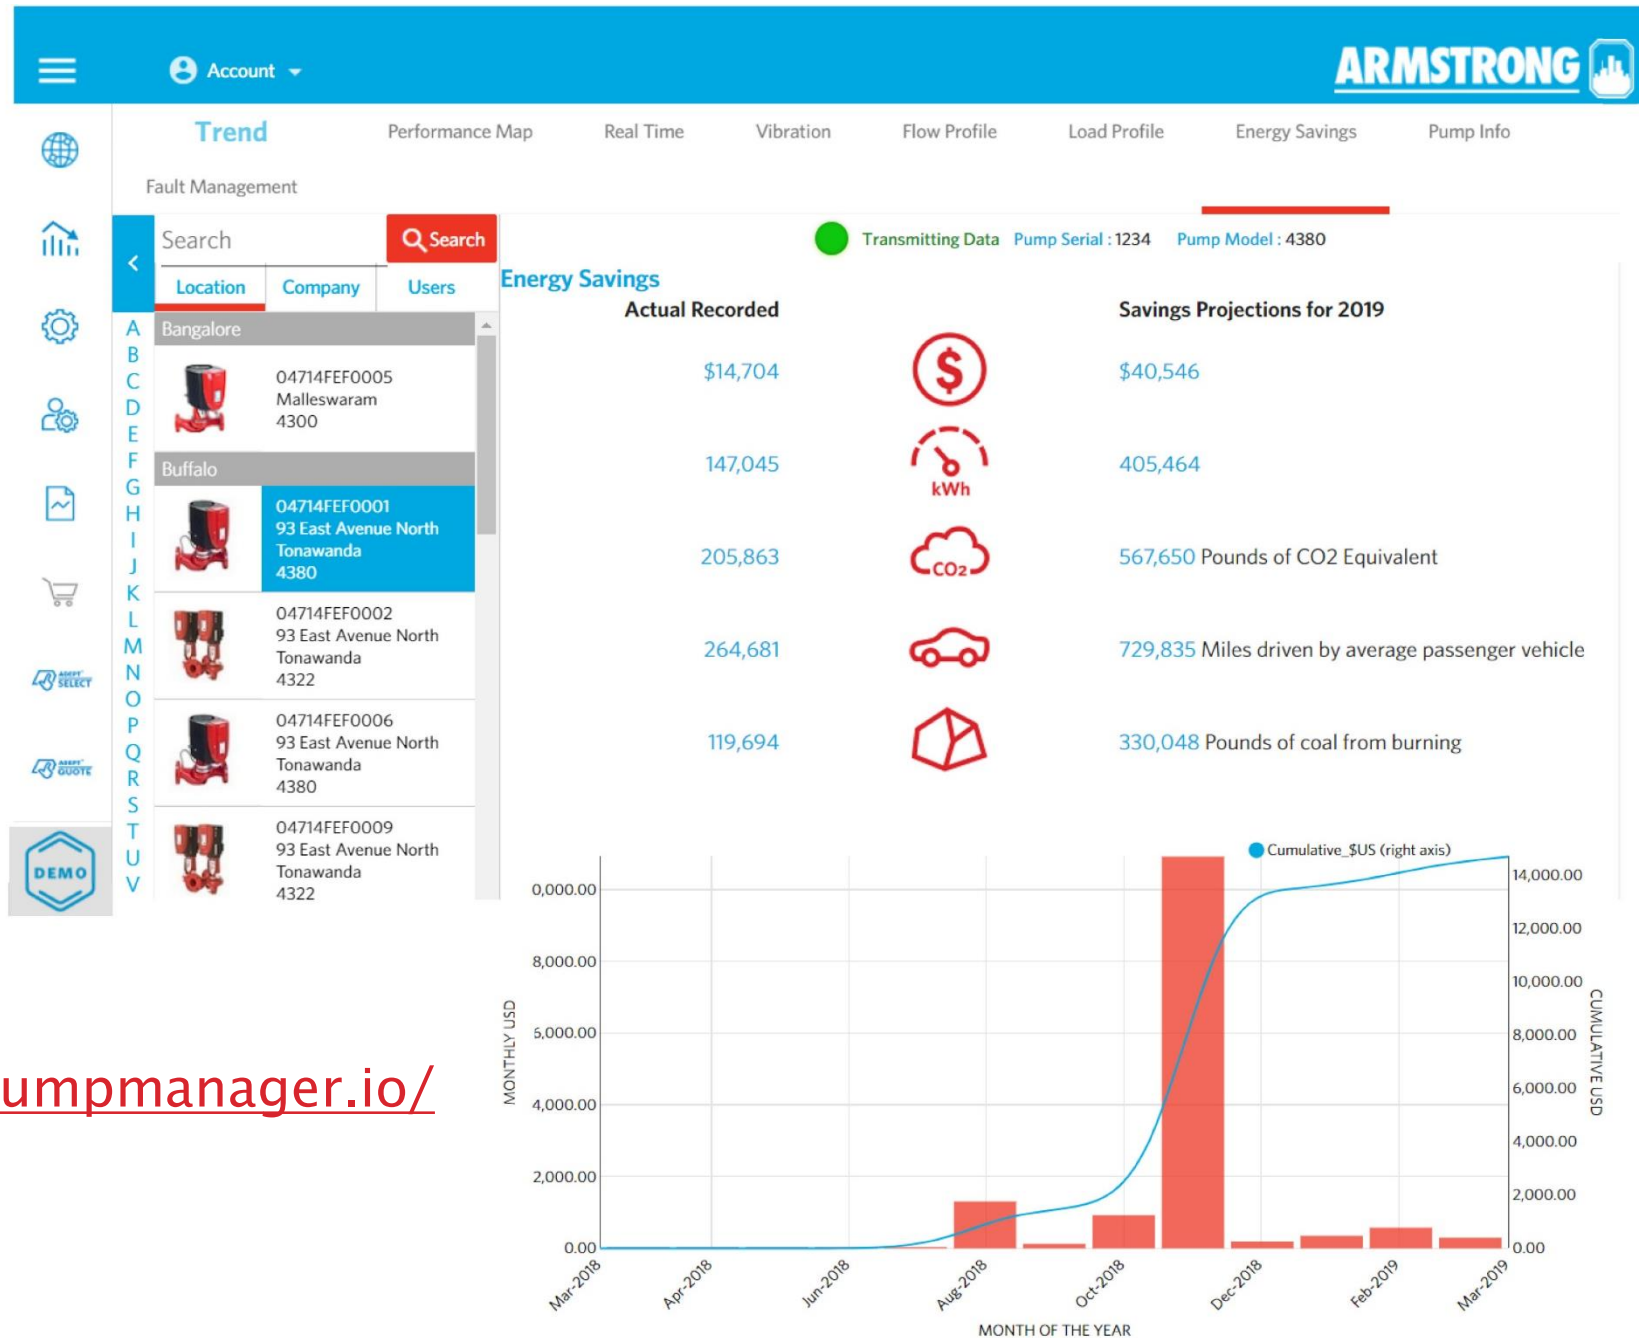 Account
ARMSTRONG
Trend
Performance Map
Real Time
Vibration
Flow Profile
Load Profile
Energy Savings
Pump Info
Fault Management
Search
Search
Transmitting Data Pump Serial : 1234 Pump Model : 4380
Location
Company
Users
A
B
C
D
E
F
G
H
I
J
K
L
M
N
O
P
Q
R
S
T
U
V
Bangalore
04714FEF0005
Malleswaram
4300
Buffalo
04714FEF0001
93 East Avenue North
Tonawanda
4380
04714FEF0002
93 East Avenue North
Tonawanda
4322
04714FEF0006
93 East Avenue North
Tonawanda
4380
04714FEF0009
93 East Avenue North
Tonawanda
4322
ADEPT
SELECT
ADEPT
QUOTE
DEMO
Energy Savings
Actual Recorded
Savings Projections for 2019
$14,704
$
$40,546
147,045
kWh
405,464
205,863
CO2
567,650 Pounds of CO2 Equivalent
264,681
729,835 Miles driven by average passenger vehicle
119,694
330,048 Pounds of coal from burning
Cumulative_$US (right axis)
0,000.00
8,000.00
6,000.00
4,000.00
2,000.00
0.00
MONTHLY USD
14,000.00
12,000.00
10,000.00
8,000.00
6,000.00
4,000.00
2,000.00
0.00
CUMULATIVE USD
Mar-2018
Apr-2018
Jun-2018
Aug-2018
Oct-2018
Dec-2018
Feb-2019
Mar-2019
MONTH OF THE YEAR
umpmanager.io/